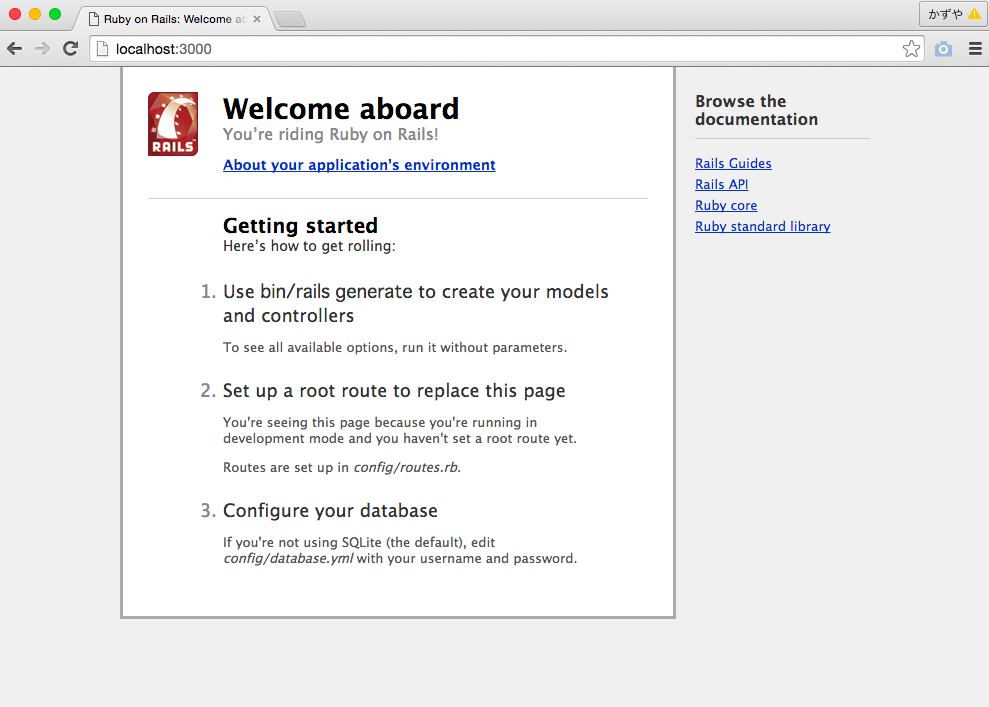 Ruby on Rails: Welcome ab
かずや
localhost:3000
RAILS
Welcome aboard
You’re riding Ruby on Rails!
About your application’s environment
Getting started
Here’s how to get rolling:
1. Use bin/rails generate to create your models
and controllers
To see all available options, run it without parameters.
2. Set up a root route to replace this page
You're seeing this page because you're running in
development mode and you haven't set a root route yet.
Routes are set up in config/routes.rb.
3. Configure your database
If you're not using SQLite (the default), edit
config/database.yml with your username and password.
Browse the
documentation
Rails Guides
Rails API
Ruby core
Ruby standard library